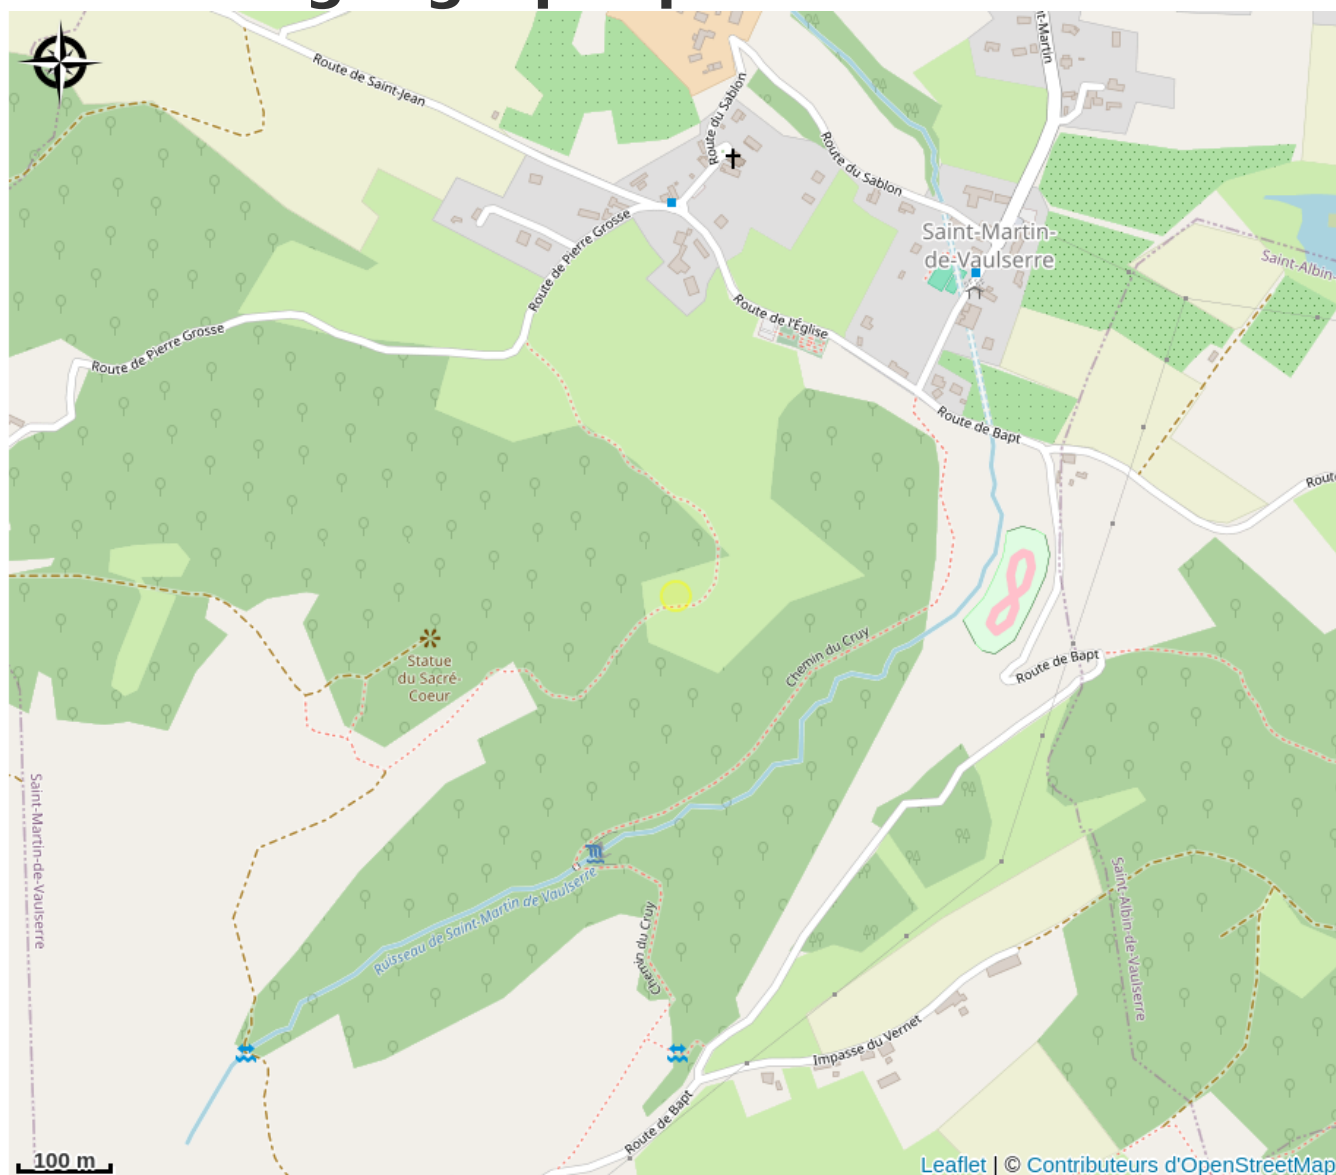 Route de Saint-Jean
Route du Sablon
Route du Sablon
Saint-Martin-
de-Vaulserre
Saint-Albin-
Route de Pierre Grosse
Route de Pierre Grosse
Route de l'Église
Route de Bapt
Statue
du Sacré-
Coeur
Chemin du Cruy
Route de Bapt
Saint-Martin-de-Vaulserre
Ruisseau de Saint-Martin de Vaulserre
Chemin du Cruy
Saint-Albin-de-Vaulserre
Impasse du Vernet
Route de Bapt
100 m
Leaflet | © Contributeurs d'OpenStreetMap